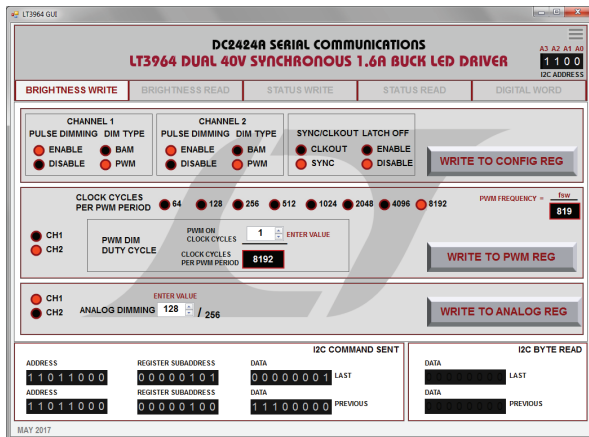 LT3964 GUI
DC2424A SERIAL COMMUNICATIONS
LT3964 DUAL 40V SYNCHRONOUS 1.6A BUCK LED DRIVER
A3 A2 A1 A0
1 1 0 0
I2C ADDRESS
BRIGHTNESS WRITE BRIGHTNESS READ STATUS WRITE STATUS READ DIGITAL WORD
CHANNEL 1 CHANNEL 2
PULSE DIMMING DIM TYPE PULSE DIMMING DIM TYPE SYNC/CLKOUT LATCH OFF
ENABLE BAM ENABLE BAM CLKOUT ENABLE
DISABLE PWM DISABLE PWM SYNC DISABLE
WRITE TO CONFIG REG
CLOCK CYCLES
PER PWM PERIOD 64 128 256 512 1024 2048 4096 8192
PWM FREQUENCY = fsw
819
CH1
CH2
PWM DIM
DUTY CYCLE
PWM ON
CLOCK CYCLES 1 ENTER VALUE
CLOCK CYCLES
PER PWM PERIOD 8192
WRITE TO PWM REG
CH1
CH2
ENTER VALUE
ANALOG DIMMING 128 / 256
WRITE TO ANALOG REG
I2C COMMAND SENT
ADDRESS REGISTER SUBADDRESS DATA
11011000 00000101 00000001 LAST
ADDRESS REGISTER SUBADDRESS DATA
11011000 00000100 11100000 PREVIOUS
I2C BYTE READ
DATA
00000000 LAST
DATA
00000000 PREVIOUS
MAY 2017